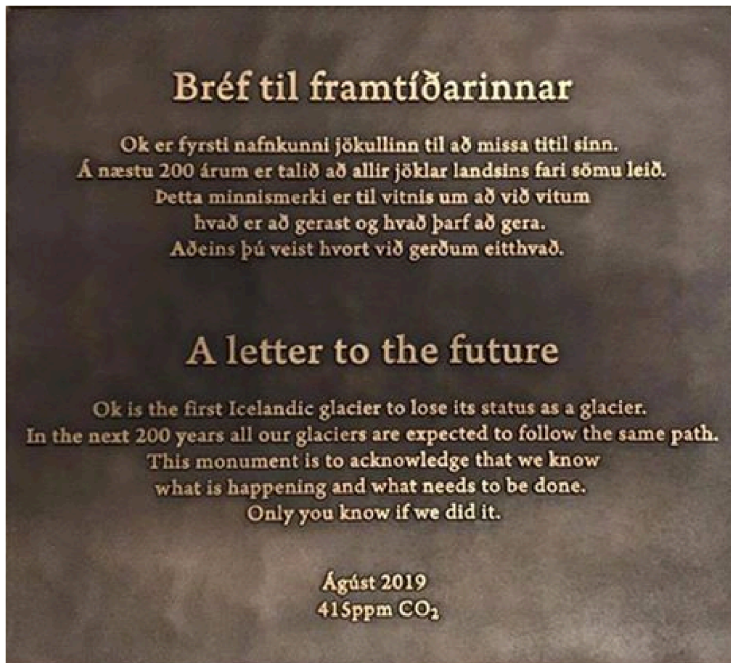 Bréf til framtíðarinnar
Ok er fyrsti nafnkunni jökullinn til að missa titil sinn.
Á næstu 200 árum er talið að allir jöklar landsins fari sömu leið.
Þetta minnismerki er til vitnis um að við vitum
hvað er að gerast og hvað þarf að gera.
Aðeins þú veist hvort við gerðum eitthvað.
A letter to the future
Ok is the first Icelandic glacier to lose its status as a glacier.
In the next 200 years all our glaciers are expected to follow the same path.
This monument is to acknowledge that we know
what is happening and what needs to be done.
Only you know if we did it.
Ágúst 2019
415ppm CO₂